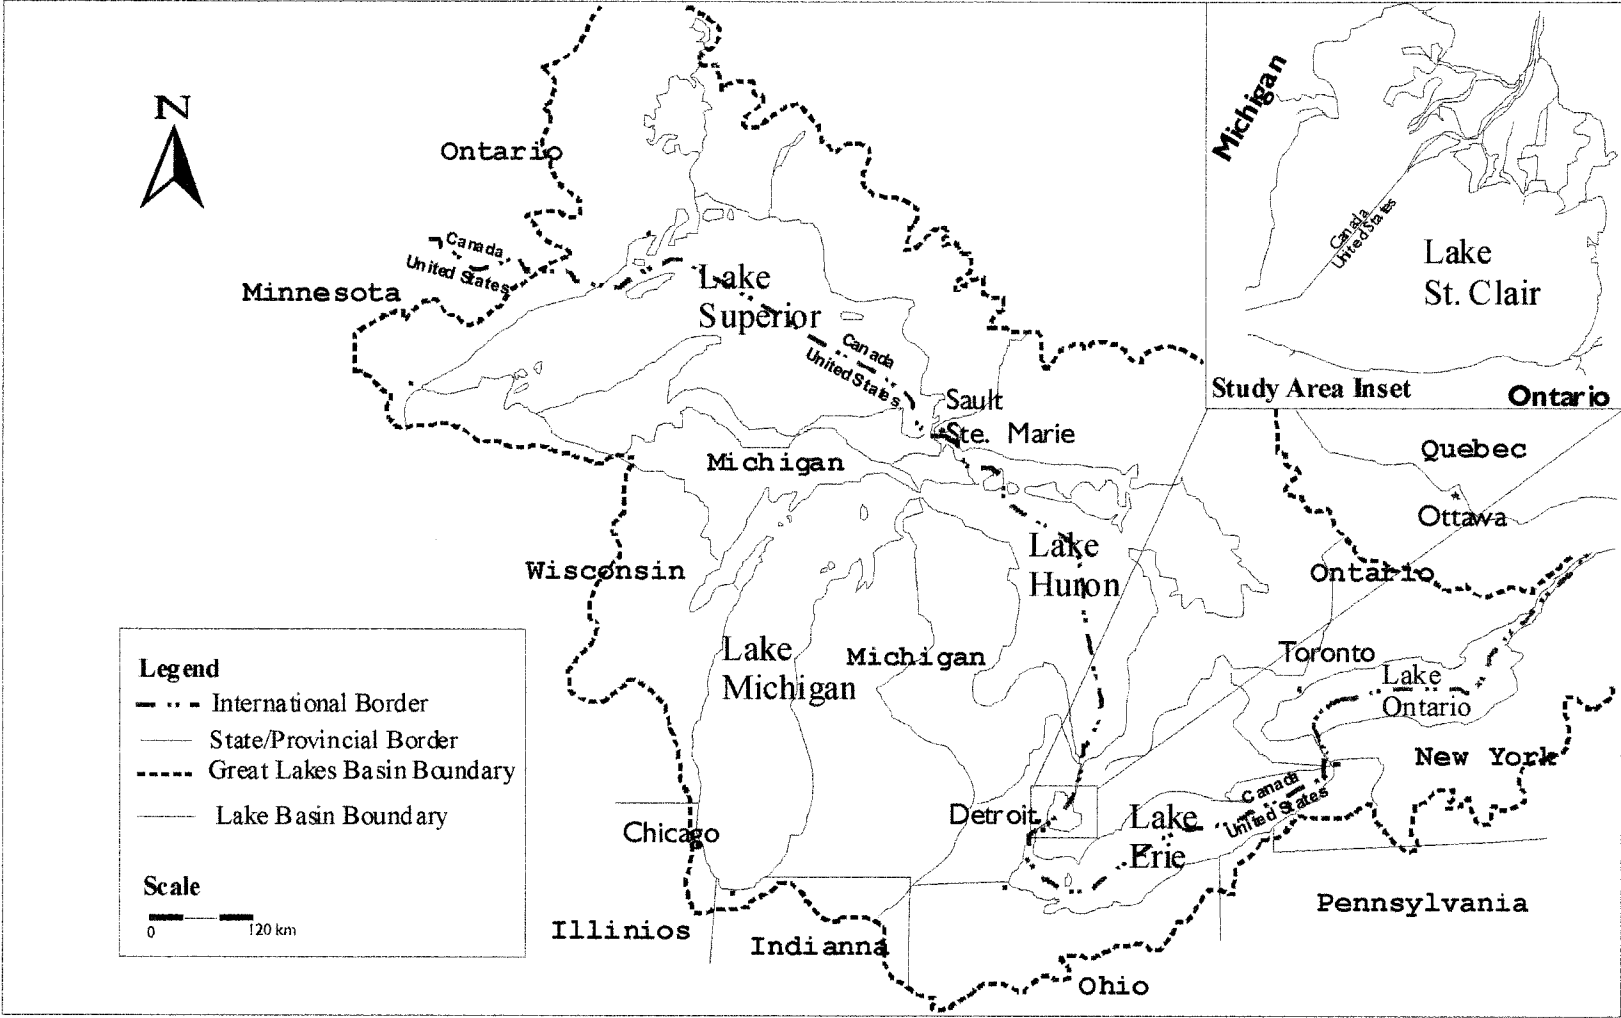 N
Ontario
Canada
United States
Minnesota
Lake
Superior
Canada
United States
Sault
Ste. Marie
Michigan
Wisconsin
Lake
Huron
Lake
Michigan
Michigan
Chicago
Detroit
Lake
Erie
Canada
United States
Illinios
Indianna
Ohio
Pennsylvania
New York
Lake
Ontario
Toronto
Ontario
Ottawa
Quebec
Michigan
Canada
United States
Lake
St. Clair
Study Area Inset
Ontario
Legend
International Border
State/Provincial Border
Great Lakes Basin Boundary
Lake Basin Boundary
Scale
0 120 km